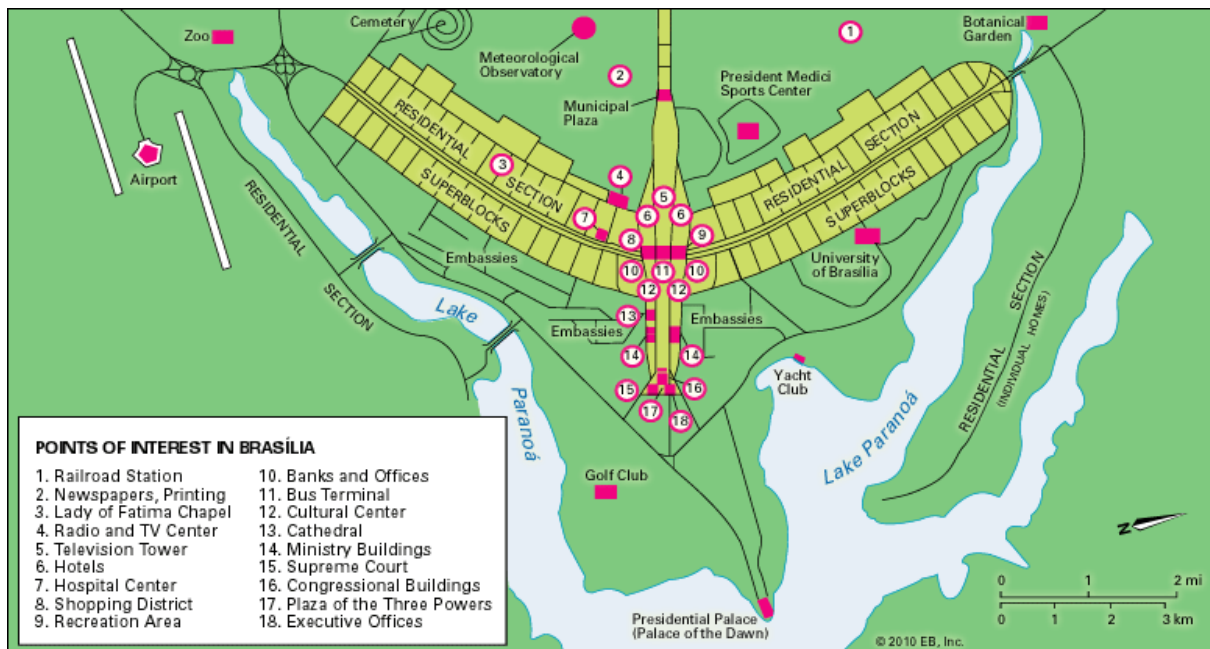 Zoo
Cemetery
Meteorological
Observatory
1
Botanical
Garden
2
Municipal
Plaza
President Medici
Sports Center
Airport
RESIDENTIAL
SECTION
SUPERBLOCKS
3
4
5
6
6
7
8
9
RESIDENTIAL
SECTION
SUPERBLOCKS
RESIDENTIAL
SECTION
Embassies
10
11
10
12
12
University
of Brasília
Lake
Paranoá
13
Embassies
Embassies
14
14
15
16
17
18
Yacht
Club
Lake Paranoá
RESIDENTIAL
SECTION
(INDIVIDUAL HOMES)
Golf Club
Presidential Palace
(Palace of the Dawn)
N
0 1 2 mi
0 1 2 3 km
© 2010 EB, Inc.
POINTS OF INTEREST IN BRASÍLIA
1. Railroad Station
2. Newspapers, Printing
3. Lady of Fatima Chapel
4. Radio and TV Center
5. Television Tower
6. Hotels
7. Hospital Center
8. Shopping District
9. Recreation Area
10. Banks and Offices
11. Bus Terminal
12. Cultural Center
13. Cathedral
14. Ministry Buildings
15. Supreme Court
16. Congressional Buildings
17. Plaza of the Three Powers
18. Executive Offices